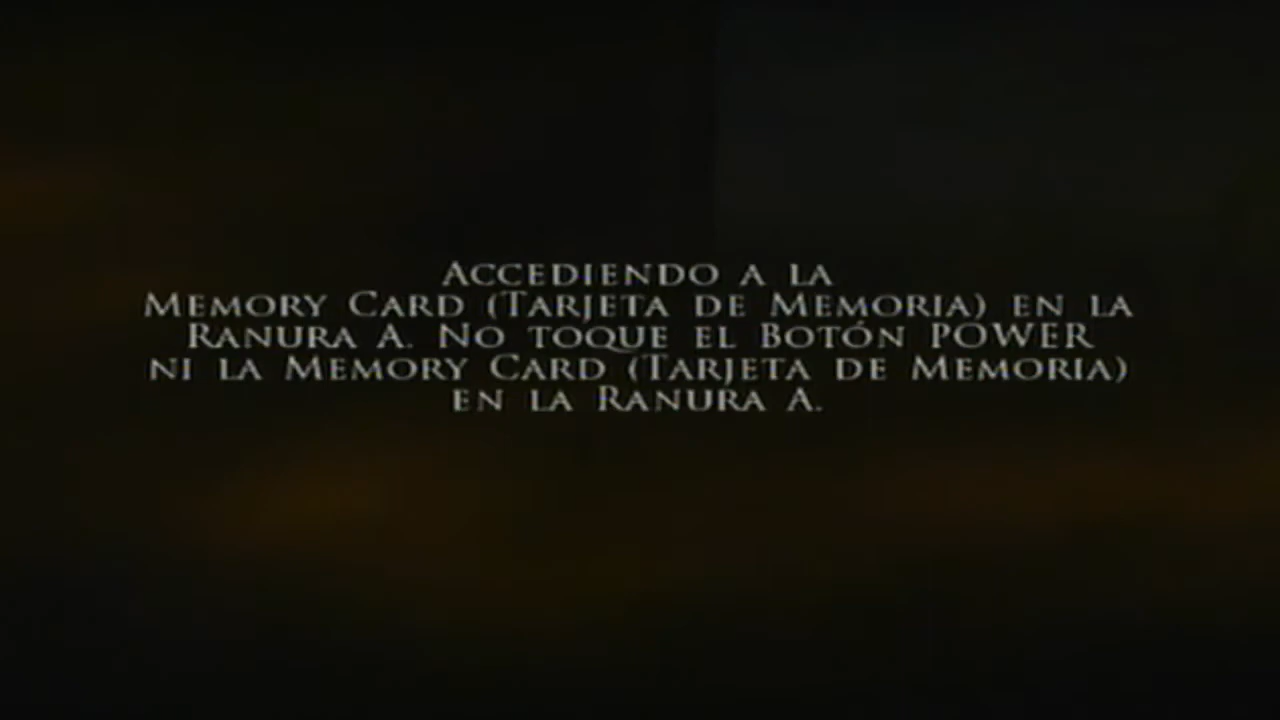 Accediendo a la
Memory Card (Tarjeta de Memoria) en la
Ranura A. No toque el Botón POWER
ni la Memory Card (Tarjeta de Memoria)
en la Ranura A.